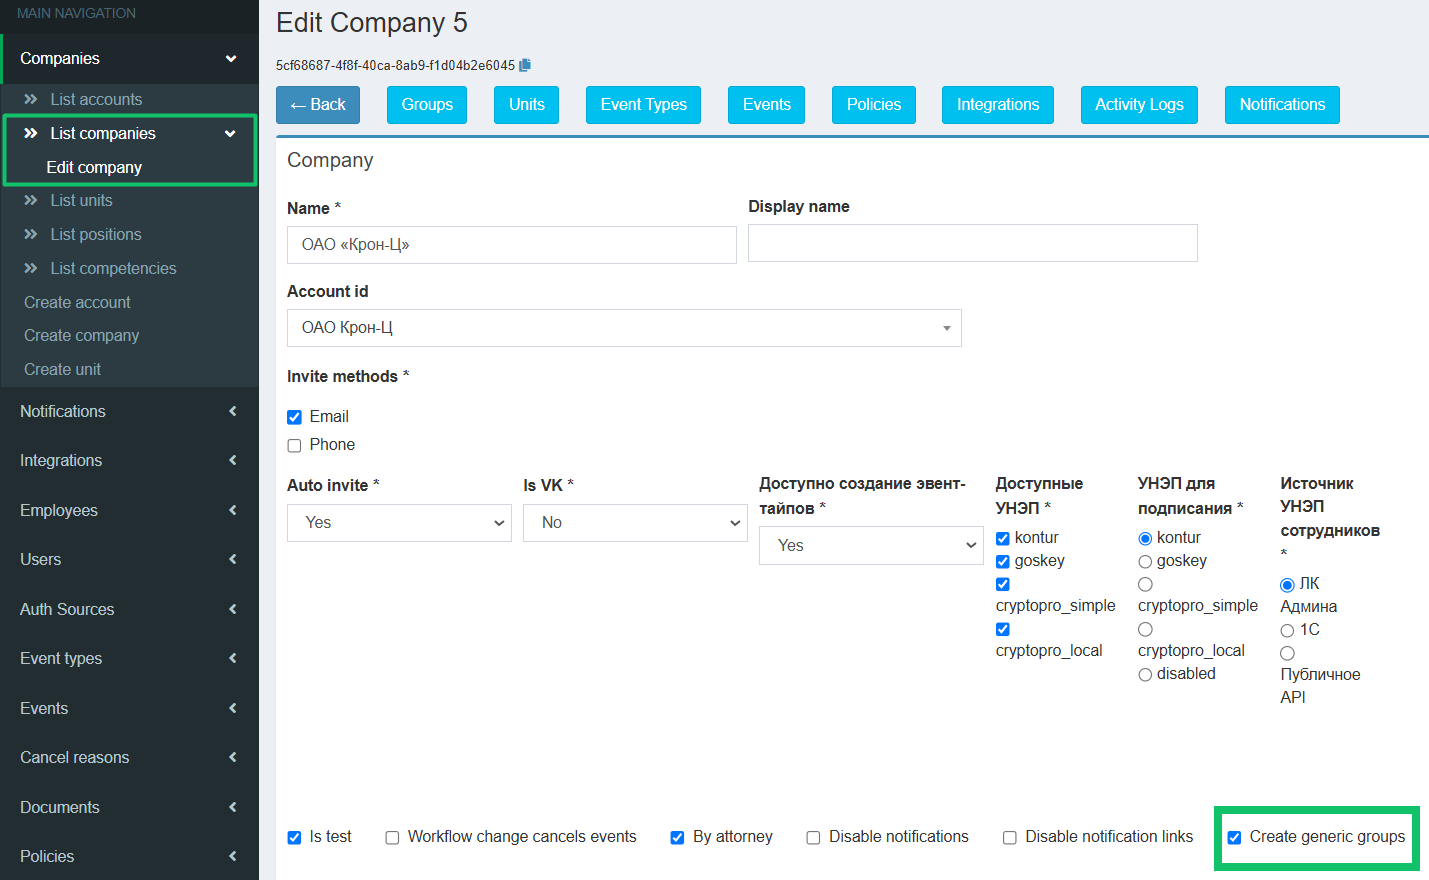 MAIN NAVIGATION
Companies
List accounts
List companies
Edit company
List units
List positions
List competencies
Create account
Create company
Create unit
Notifications
Integrations
Employees
Users
Auth Sources
Event types
Events
Cancel reasons
Documents
Policies
Edit Company 5
5cf68687-4f8f-40ca-8ab9-f1d04b2e6045
←Back Groups Units Event Types Events Policies Integrations Activity Logs Notifications
Company
Name *
ОАО «Крон-Ц»
Display name
Account id
ОАО Крон-Ц
Invite methods *
Email
Phone
Auto invite *
Yes
Is VK *
No
Доступно создание эвент-
тайпов *
Yes
Доступные
УНЭП *
kontur
goskey
cryptopro_simple
cryptopro_local
УНЭП для
подписания *
kontur
goskey
cryptopro_simple
cryptopro_local
disabled
Источник
УНЭП
сотрудников
*
ЛК
Админа
1С
Публичное
API
Is test Workflow change cancels events By attorney Disable notifications Disable notification links Create generic groups